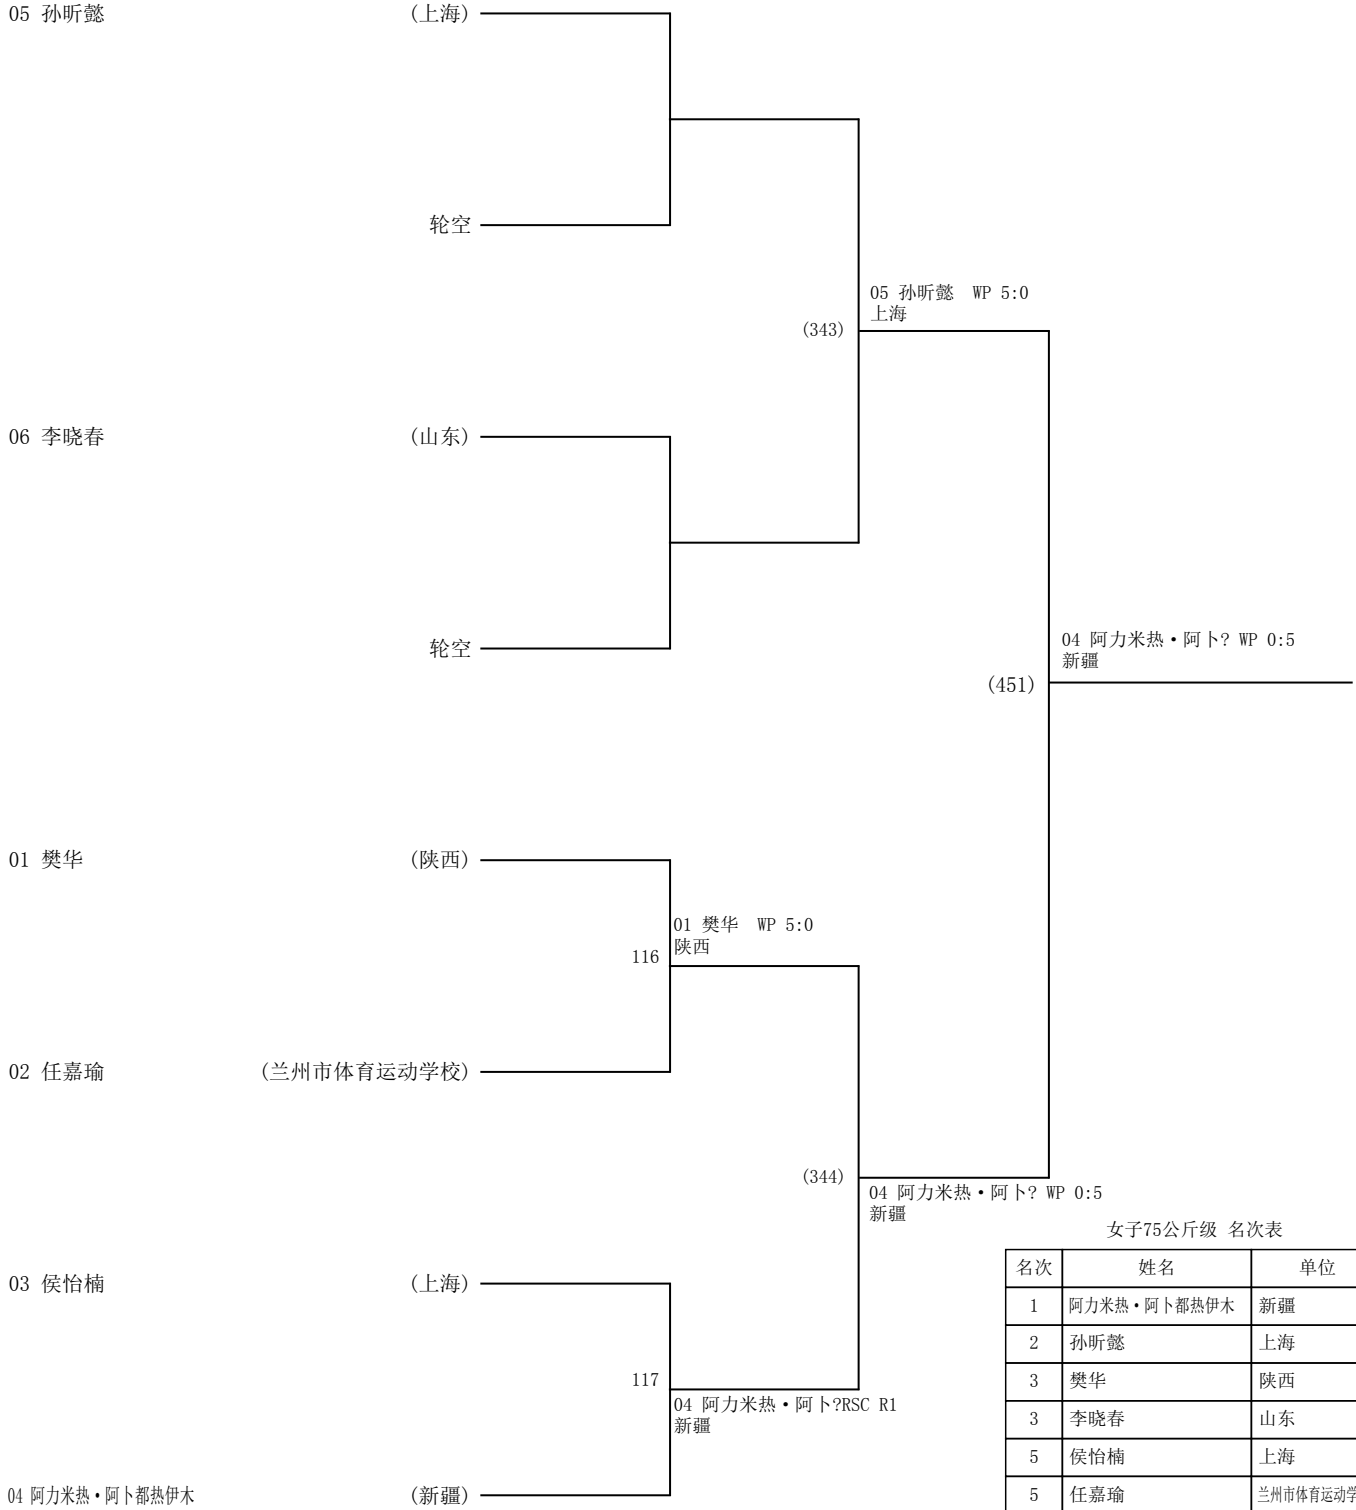 05 孙昕懿 (上海)
轮空
05 孙昕懿 WP 5:0
上海
(343)
06 李晓春 (山东)
轮空
04 阿力米热·阿卜? WP 0:5
新疆
(451)
01 樊华 (陕西)
01 樊华 WP 5:0
陕西
116
02 任嘉瑜 (兰州市体育运动学校)
(344)
04 阿力米热·阿卜? WP 0:5
新疆
03 侯怡楠 (上海)
117
04 阿力米热·阿卜?RSC R1
新疆
04 阿力米热·阿卜都热伊木 (新疆)
女子75公斤级 名次表
名次 姓名 单位
1 阿力米热·阿卜都热伊木 新疆
2 孙昕懿 上海
3 樊华 陕西
3 李晓春 山东
5 侯怡楠 上海
5 任嘉瑜 兰州市体育运动学